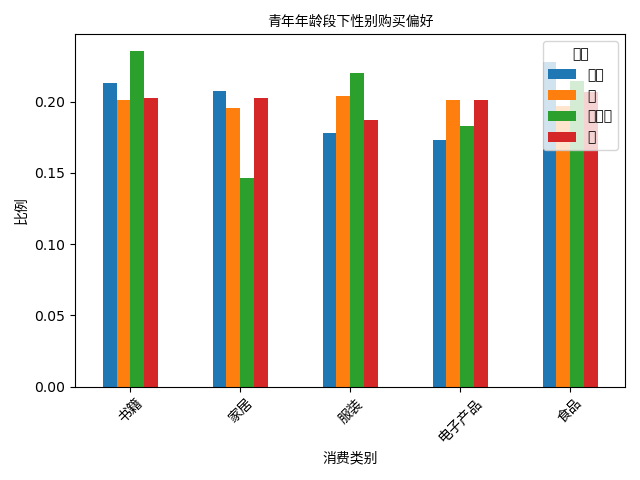 青年年龄段下性别购买偏好
比例
0.20
0.15
0.10
0.05
0.00
书籍
家居
服装
电子产品
食品
消费类别